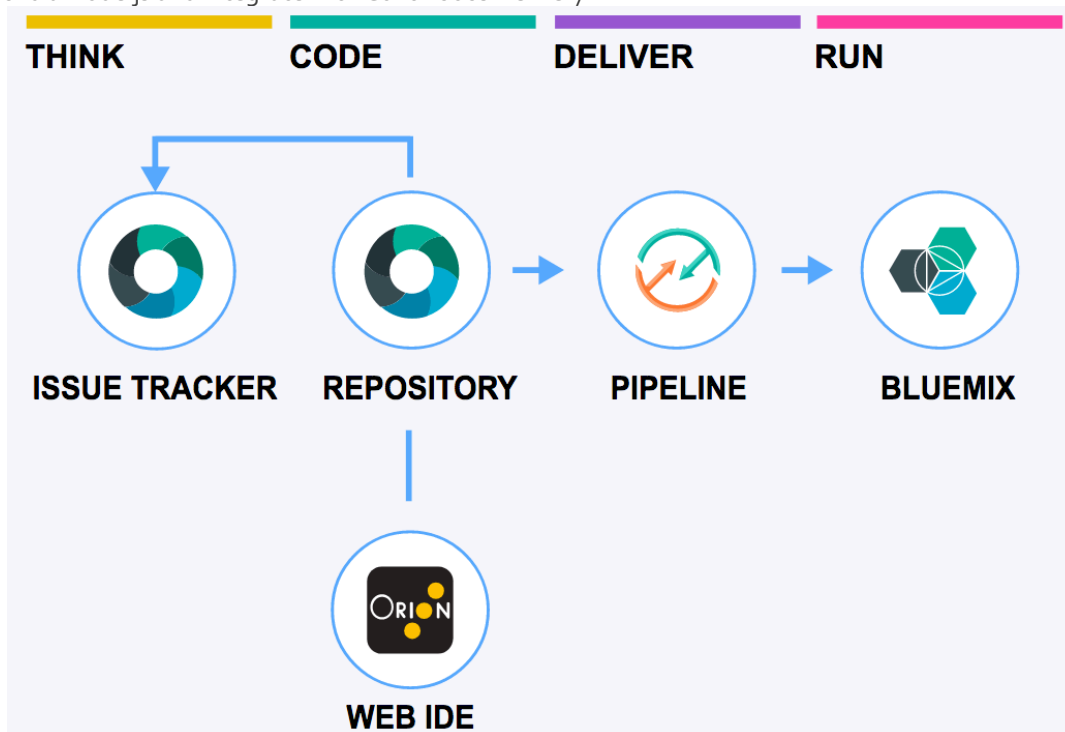 THINK CODE DELIVER RUN
ISSUE TRACKER REPOSITORY PIPELINE BLUEMIX
ORION
WEB IDE